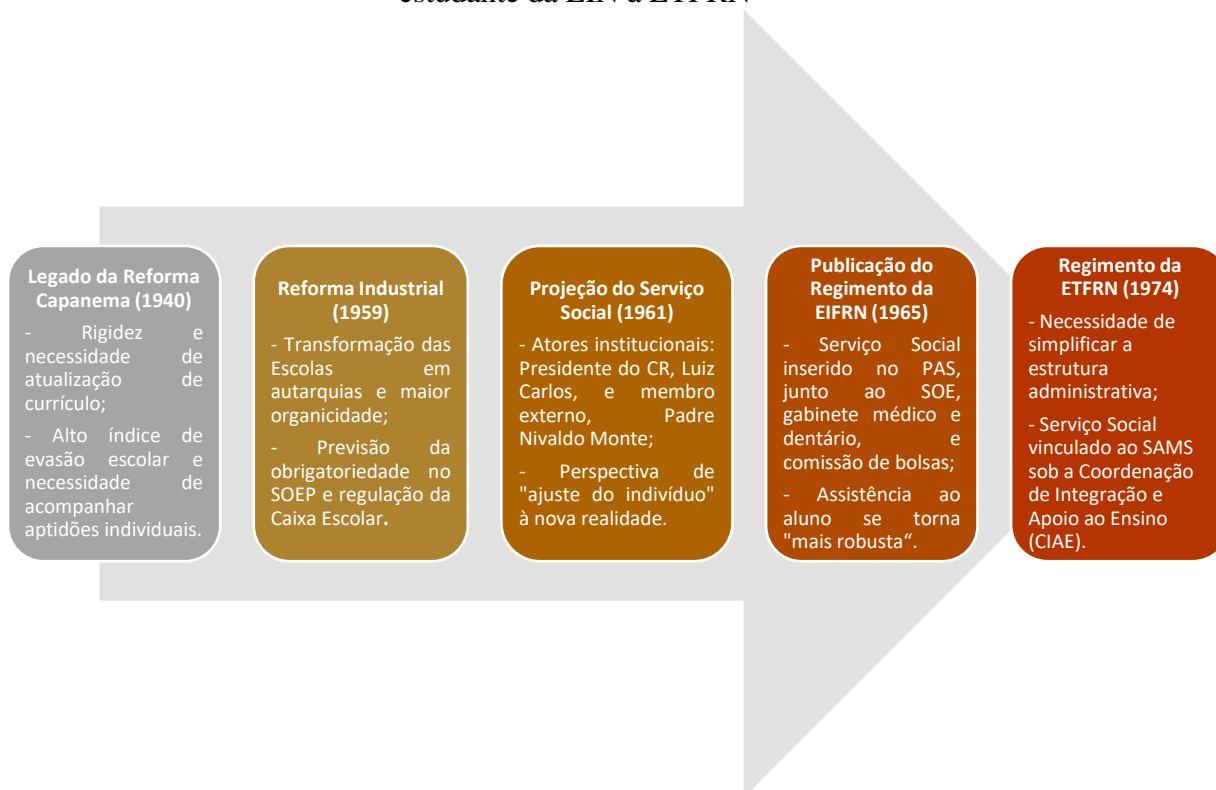 estudante da EIN à ETFRN
Legado da Reforma
Capanema (1940)
- Rigidez e
necessidade de
atualização de
currículo;
- Alto índice de
evasão escolar e
necessidade de
acompanhar
aptidões individuais.
Reforma Industrial
(1959)
- Transformação das
Escolas em
autarquias e maior
organicidade;
- Previsão da
obrigatoriedade no
SOEP e regulação da
Caixa Escolar.
Projeção do Serviço
Social (1961)
- Atores institucionais:
Presidente do CR, Luiz
Carlos, e membro
externo, Padre
Nivaldo Monte;
- Perspectiva de
"ajuste do indivíduo"
à nova realidade.
Publicação do
Regimento da
EIFRN (1965)
- Serviço Social
inserido no PAS,
junto ao SOE,
gabinete médico e
dentário, e
comissão de bolsas;
- Assistência ao
aluno se torna
"mais robusta“.
Regimento da
ETFRN (1974)
- Necessidade de
simplificar a
estrutura
administrativa;
- Serviço Social
vinculado ao SAMS
sob a Coordenação
de Integração e
Apoio ao Ensino
(CIAE).